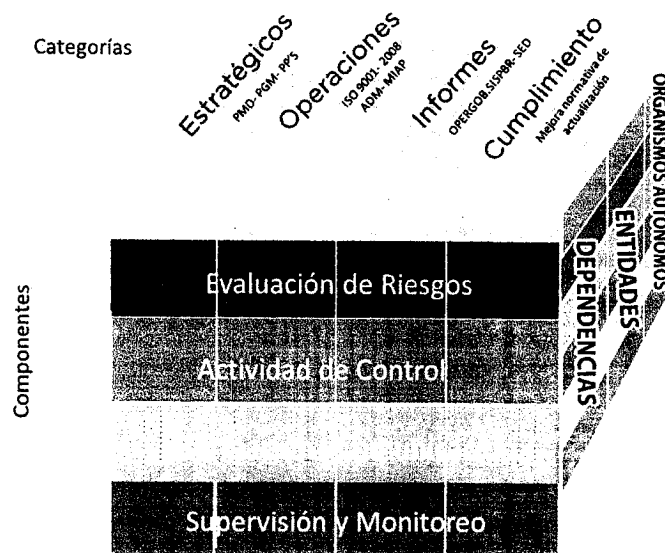 Categorías
Estratégicos
PMD- PGM- PP'S
Operaciones
ISO 9001- 2008
ADM- MIAP
Informes
OPERGOB.SISPBR- SED
Cumplimiento
Mejora normativa de
actualización
Componentes
Evaluación de Riesgos
Actividad de Control
Supervisión y Monitoreo
DEPENDENCIAS
ENTIDADES
ORGANISMOS AUTONOMOS